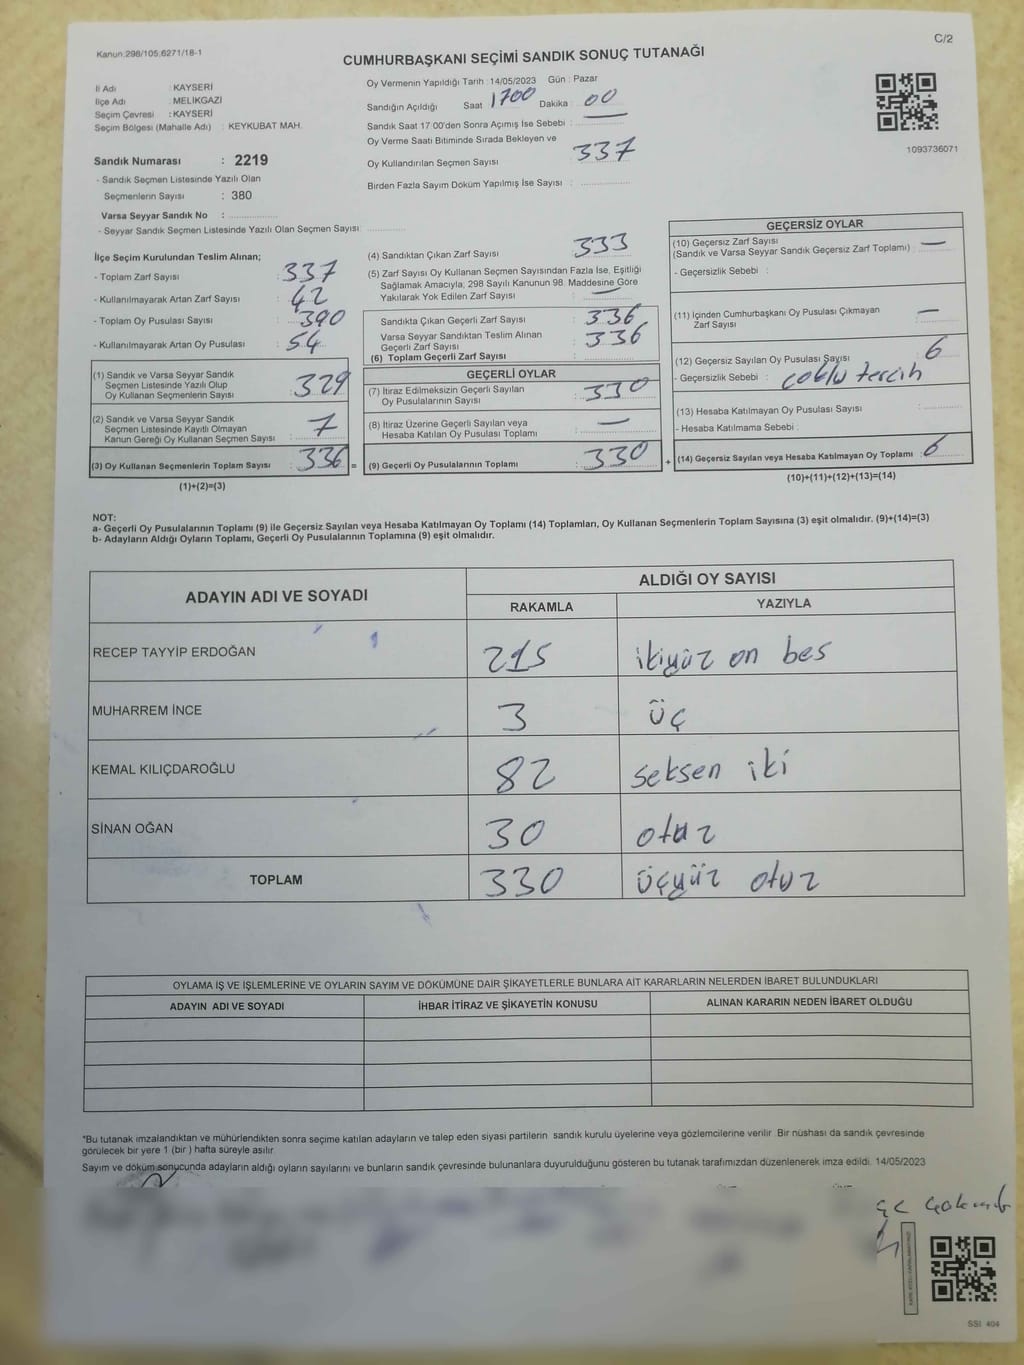 Kanun:298/105,6271/18-1
C/2
CUMHURBAŞKANI SEÇİMİ SANDIK SONUÇ TUTANAĞI
İl Adı : KAYSERİ
İlçe Adı : MELİKGAZİ
Seçim Çevresi : KAYSERİ
Seçim Bölgesi (Mahalle Adı) : KEYKUBAT MAH.
Sandık Numarası : 2219
- Sandık Seçmen Listesinde Yazılı Olan
Seçmenlerin Sayısı : 380
Varsa Seyyar Sandık No :
- Seyyar Sandık Seçmen Listesinde Yazılı Olan Seçmen Sayısı:
Oy Vermenin Yapıldığı Tarih : 14/05/2023 Gün : Pazar
Sandığın Açıldığı Saat 1700 Dakika : 00
Sandık Saat 17:00'den Sonra Açımış İse Sebebi : —
Oy Verme Saati Bitiminde Sırada Bekleyen ve
Oy Kullandırılan Seçmen Sayısı : 337
Birden Fazla Sayım Döküm Yapılmış İse Sayısı :
1093736071
İlçe Seçim Kurulundan Teslim Alınan;
- Toplam Zarf Sayısı : 337
- Kullanılmayarak Artan Zarf Sayısı : 42
- Toplam Oy Pusulası Sayısı : 390
- Kullanılmayarak Artan Oy Pusulası : 54
(1) Sandık ve Varsa Seyyar Sandık
Seçmen Listesinde Yazılı Olup
Oy Kullanan Seçmenlerin Sayısı : 329
(2) Sandık ve Varsa Seyyar Sandık
Seçmen Listesinde Kayıtlı Olmayan
Kanun Gereği Oy Kullanan Seçmen Sayısı : 7
(3) Oy Kullanan Seçmenlerin Toplam Sayısı : 336 =
(1)+(2)=(3)
(4) Sandıktan Çıkan Zarf Sayısı : 333
(5) Zarf Sayısı Oy Kullanan Seçmen Sayısından Fazla İse, Eşitliği
Sağlamak Amacıyla, 298 Sayılı Kanunun 98. Maddesine Göre
Yakılarak Yok Edilen Zarf Sayısı : —
Sandıkta Çıkan Geçerli Zarf Sayısı : 336
Varsa Seyyar Sandıktan Teslim Alınan
Geçerli Zarf Sayısı : 336
(6) Toplam Geçerli Zarf Sayısı :
GEÇERLİ OYLAR
(7) İtiraz Edilmeksizin Geçerli Sayılan
Oy Pusulalarının Sayısı : 330
(8) İtiraz Üzerine Geçerli Sayılan veya
Hesaba Katılan Oy Pusulası Toplamı : —
(9) Geçerli Oy Pusulalarının Toplamı : 330 +
GEÇERSİZ OYLAR
(10) Geçersiz Zarf Sayısı : —
(Sandık ve Varsa Seyyar Sandık Geçersiz Zarf Toplamı)
- Geçersizlik Sebebi :
(11) İçinden Cumhurbaşkanı Oy Pusulası Çıkmayan
Zarf Sayısı : —
(12) Geçersiz Sayılan Oy Pusulası Sayısı : 6
- Geçersizlik Sebebi : çoklu tercih
(13) Hesaba Katılmayan Oy Pusulası Sayısı :
- Hesaba Katılmama Sebebi :
(14) Geçersiz Sayılan veya Hesaba Katılmayan Oy Toplamı : 6
(10)+(11)+(12)+(13)=(14)
NOT:
a- Geçerli Oy Pusulalarının Toplamı (9) ile Geçersiz Sayılan veya Hesaba Katılmayan Oy Toplamı (14) Toplamları, Oy Kullanan Seçmenlerin Toplam Sayısına (3) eşit olmalıdır. (9)+(14)=(3)
b- Adayların Aldığı Oyların Toplamı, Geçerli Oy Pusulalarının Toplamına (9) eşit olmalıdır.
ADAYIN ADI VE SOYADI
ALDIĞI OY SAYISI
RAKAMLA YAZIYLA
RECEP TAYYİP ERDOĞAN 215 ikiyüz on bes
MUHARREM İNCE 3 üç
KEMAL KILIÇDAROĞLU 82 seksen iki
SİNAN OĞAN 30 otuz
TOPLAM 330 üçyüz otuz
OYLAMA İŞ VE İŞLEMLERİNE VE OYLARIN SAYIM VE DÖKÜMÜNE DAİR ŞİKAYETLERLE BUNLARA AİT KARARLARIN NELERDEN İBARET BULUNDUKLARI
ADAYIN ADI VE SOYADI İHBAR İTİRAZ VE ŞİKAYETİN KONUSU ALINAN KARARIN NEDEN İBARET OLDUĞU
*Bu tutanak imzalandıktan ve mühürlendikten sonra seçime katılan adayların ve talep eden siyasi partilerin sandık kurulu üyelerine veya gözlemcilerine verilir. Bir nüshası da sandık çevresinde
görülecek bir yere 1 (bir) hafta süreyle asılır.
Sayım ve döküm sonucunda adayların aldığı oyların sayılarını ve bunların sandık çevresinde bulunanlara duyurulduğunu gösteren bu tutanak tarafımızdan düzenlenerek imza edildi. 14/05/2023
SSI 404